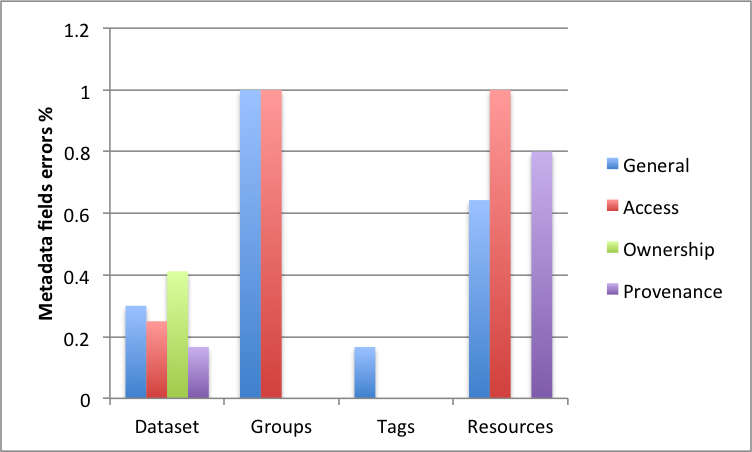 Metadata fields errors %
1.2
1
0.8
0.6
0.4
0.2
0
Dataset
Groups
Tags
Resources
General
Access
Ownership
Provenance